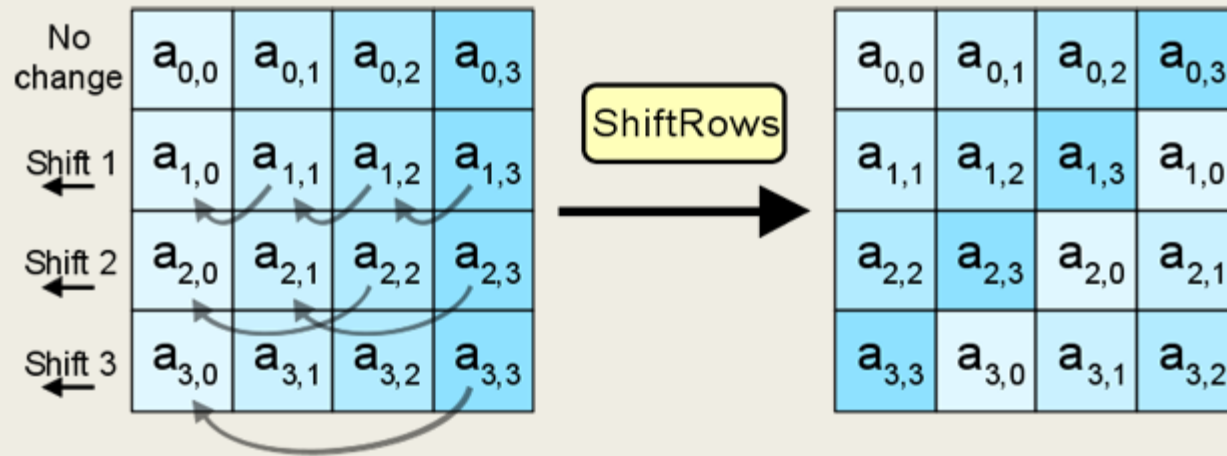 No
change
a0,0 a0,1 a0,2 a0,3
a0,0 a0,1 a0,2 a0,3
ShiftRows
Shift 1
a1,0 a1,1 a1,2 a1,3
a1,1 a1,2 a1,3 a1,0
Shift 2
a2,0 a2,1 a2,2 a2,3
a2,2 a2,3 a2,0 a2,1
Shift 3
a3,0 a3,1 a3,2 a3,3
a3,3 a3,0 a3,1 a3,2